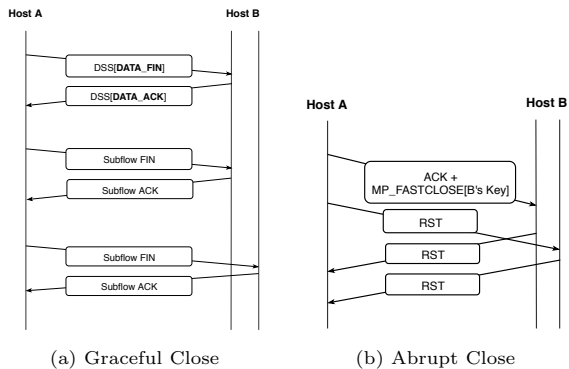 Host A
Host B
DSS[DATA_FIN]
DSS[DATA_ACK]
Subflow FIN
Subflow ACK
Subflow FIN
Subflow ACK
(a) Graceful Close
Host A
Host B
ACK +
MP_FASTCLOSE[B's Key]
RST
RST
RST
(b) Abrupt Close